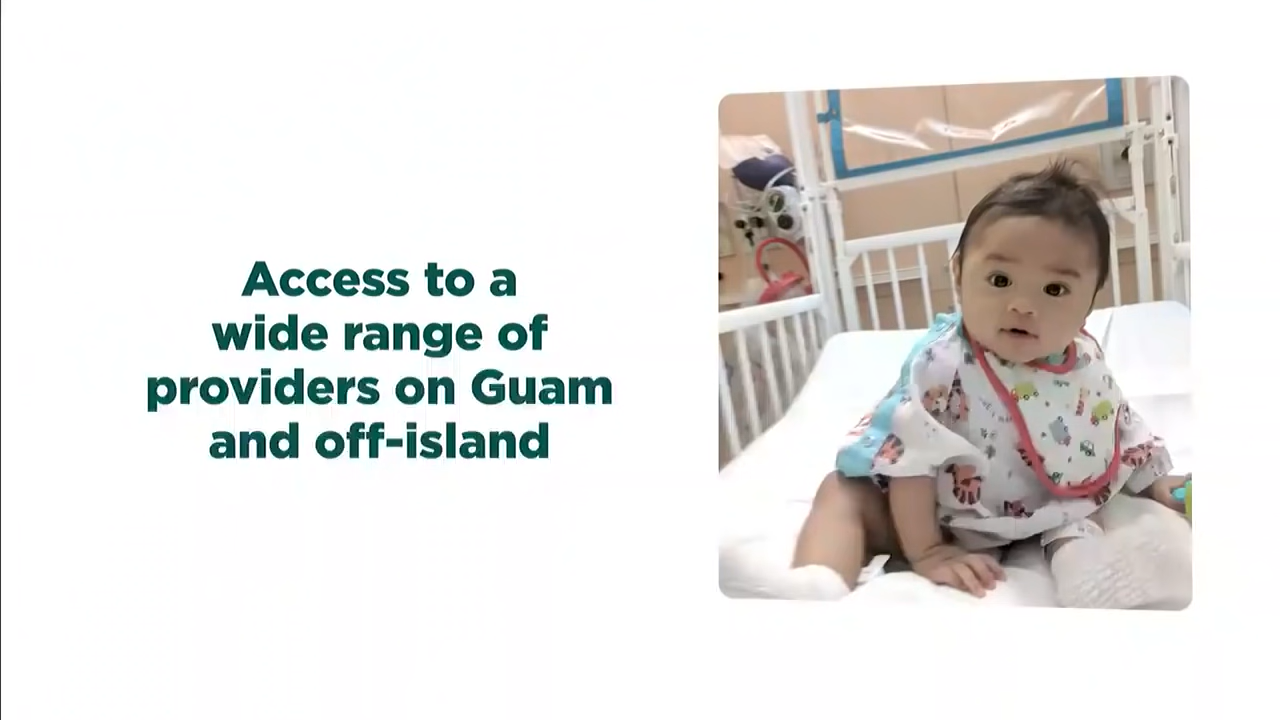 Access to a
wide range of
providers on Guam
and off-island